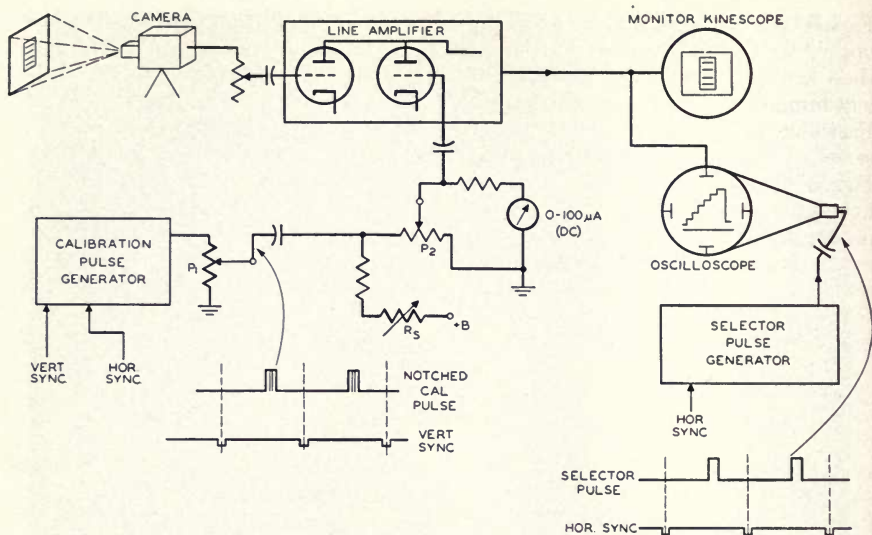 CAMERA
LINE AMPLIFIER
MONITOR KINESCOPE
0-100μA
(DC)
CALIBRATION
PULSE
GENERATOR
P1
P2
OSCILLOSCOPE
RS
+B
SELECTOR
PULSE
GENERATOR
VERT
SYNC
HOR
SYNC
NOTCHED
CAL
PULSE
VERT
SYNC
HOR
SYNC
SELECTOR
PULSE
HOR. SYNC